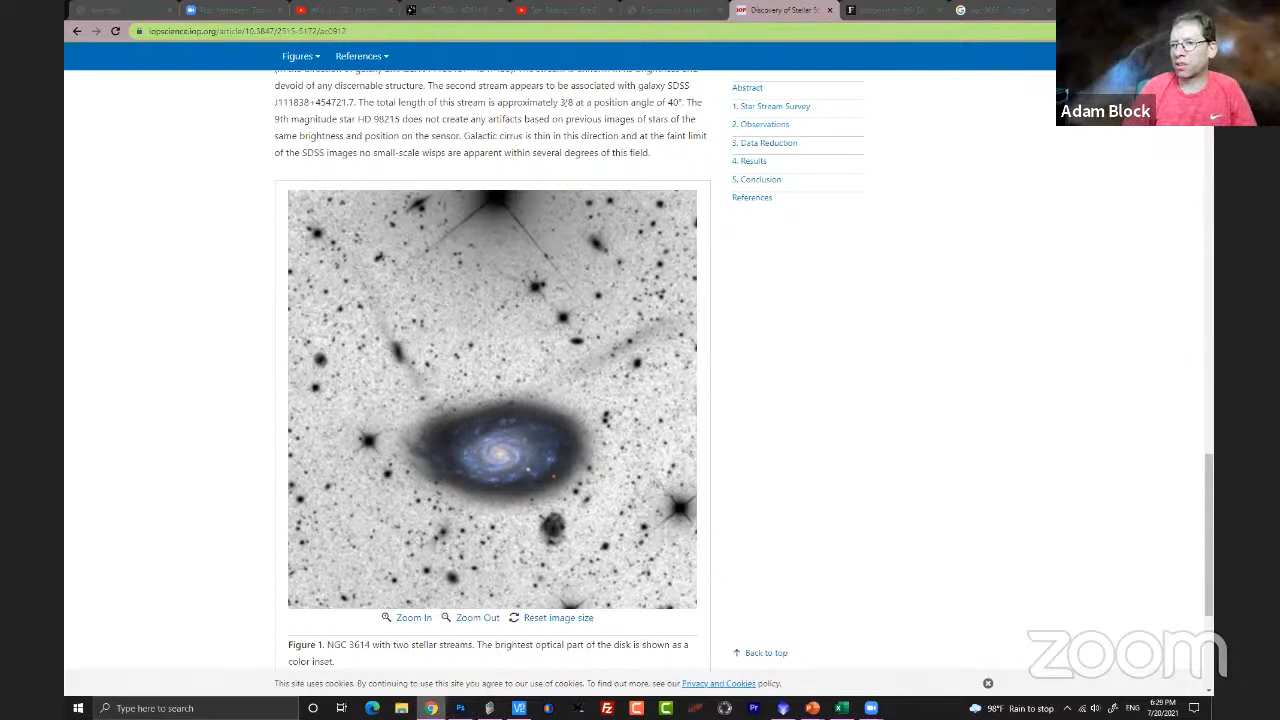 Discovery of Stellar St
iopscience.iop.org/article/10.3847/2515-5172/ac0912
Figures
References
Adam Block
devoid of any discernable structure. The second stream appears to be associated with galaxy SDSS
J111838+454721.7. The total length of this stream is approximately 3.′8 at a position angle of 40°. The
9th magnitude star HD 98215 does not create any artifacts based on previous images of stars of the
same brightness and position on the sensor. Galactic cirrus is thin in this direction and at the faint limit
of the SDSS images no small-scale wisps are apparent within several degrees of this field.
Abstract
1. Star Stream Survey
2. Observations
3. Data Reduction
4. Results
5. Conclusion
References
Zoom In
Zoom Out
Reset image size
Figure 1. NGC 3614 with two stellar streams. The brightest optical part of the disk is shown as a
color inset.
Back to top
zoom
This site uses cookies. By continuing to use this site you agree to our use of cookies. To find out more, see our Privacy and Cookies policy.
Type here to search
98°F Rain to stop
6:29 PM
7/20/2021